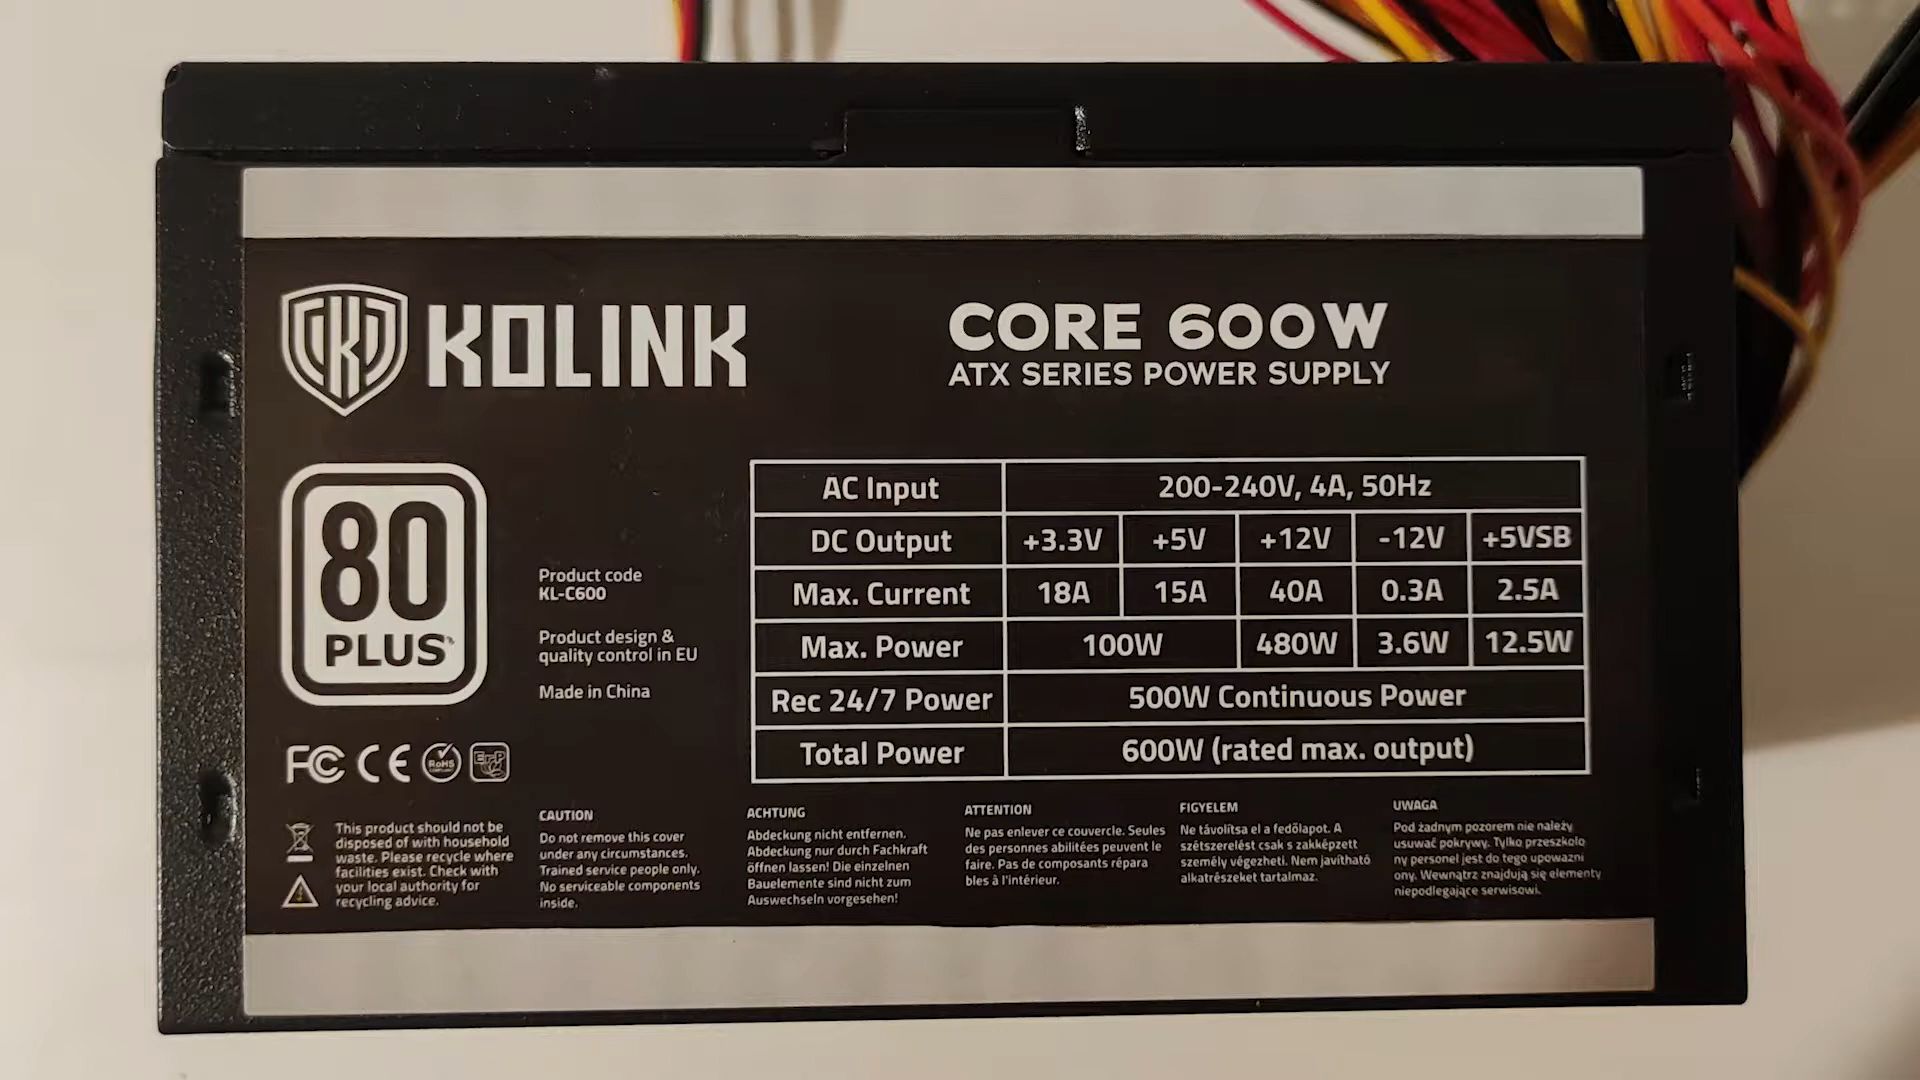 KOLINK
CORE 600W
ATX SERIES POWER SUPPLY
80
PLUS
Product code
KL-C600
Product design &
quality control in EU
Made in China
AC Input 200-240V, 4A, 50Hz
DC Output +3.3V +5V +12V -12V +5VSB
Max. Current 18A 15A 40A 0.3A 2.5A
Max. Power 100W 480W 3.6W 12.5W
Rec 24/7 Power 500W Continuous Power
Total Power 600W (rated max. output)
FC CE RoHS ErP
This product should not be
disposed of with household
waste. Please recycle where
facilities exist. Check with
your local authority for
recycling advice.
CAUTION
Do not remove this cover
under any circumstances.
Trained service people only.
No serviceable components
inside.
ACHTUNG
Abdeckung nicht entfernen.
Abdeckung nur durch Fachkraft
öffnen lassen! Die einzelnen
Bauelemente sind nicht zum
Auswechseln vorgesehen!
ATTENTION
Ne pas enlever ce couvercle. Seules
des personnes abilitées peuvent le
faire. Pas de composants répara
bles à l'intérieur.
FIGYELEM
Ne távolítsa el a fedőlapot. A
szétszerelést csak s zakképzett
személy végezheti. Nem javítható
alkatrészeket tartalmaz.
UWAGA
Pod żadnym pozorem nie należy
usuwać pokrywy. Tylko przeszkolo
ny personel jest do tego upoważni
ony. Wewnątrz znajdują się elementy
niepodlegające serwisowi.